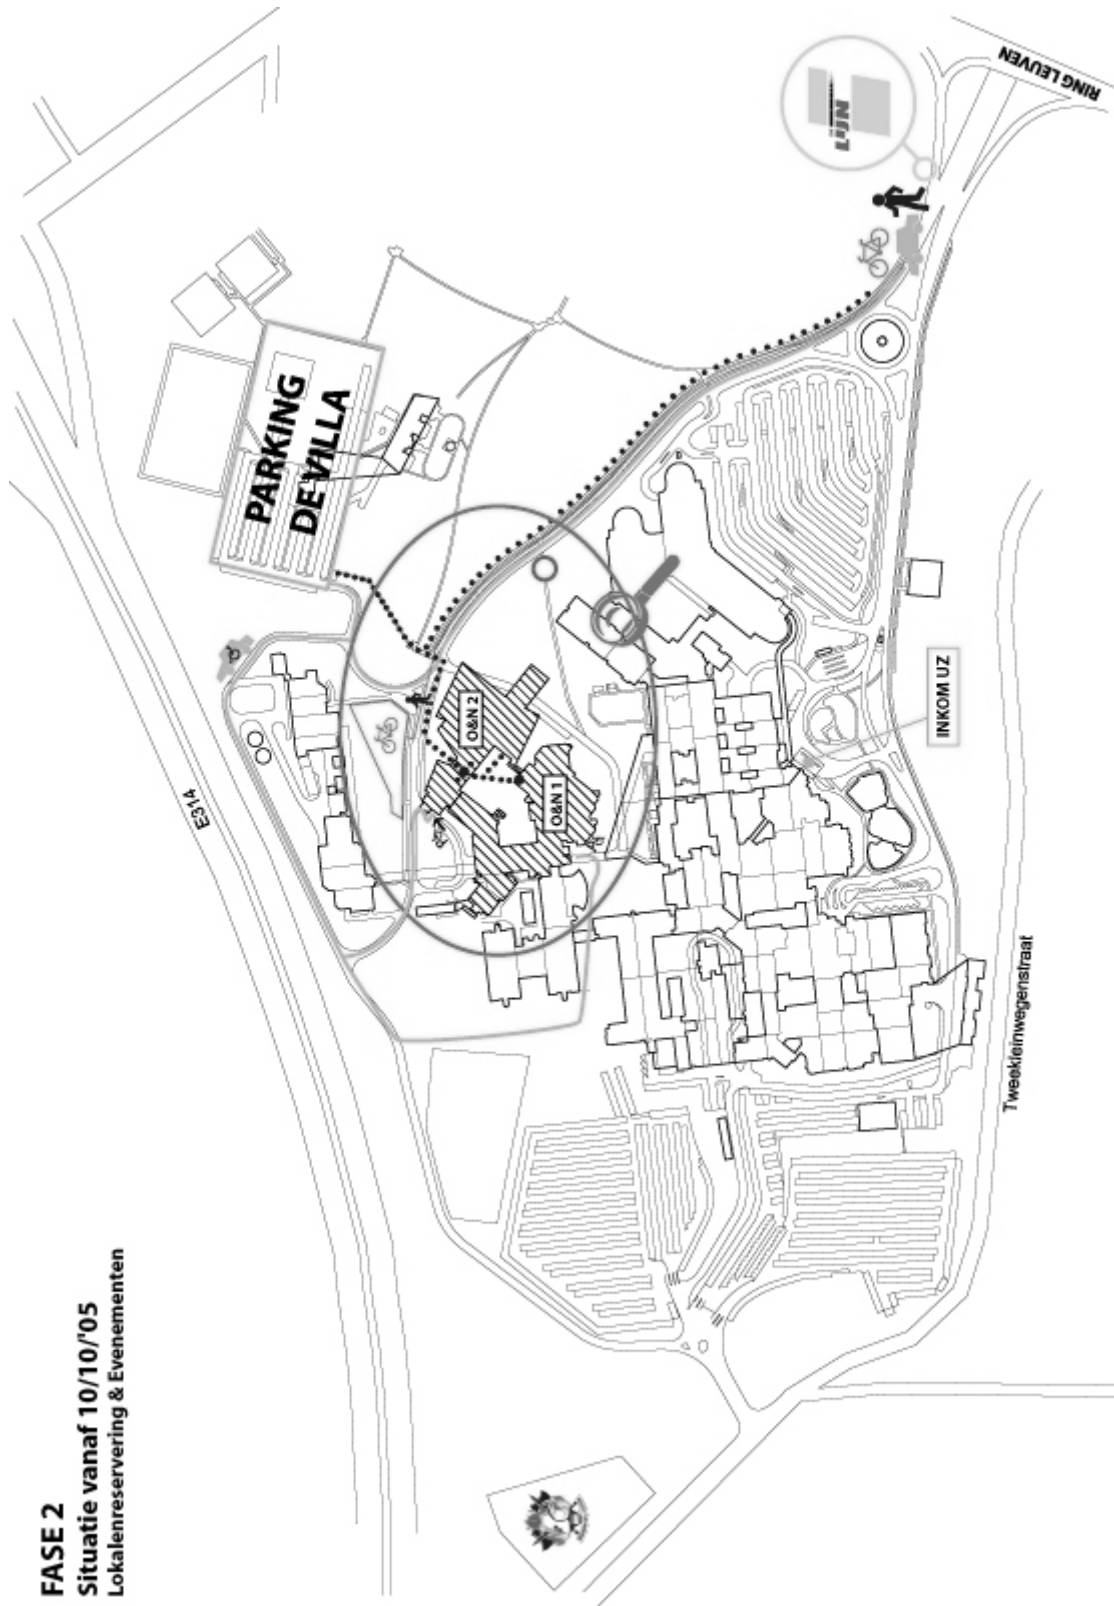 FASE 2
Situatie vanaf 10/10/'05
Lokalenreservering & Evenementen
E314
PARKING
DE VILLA
O&N 2
O&N 1
INKOM UZ
Tweekleinwegenstraat
DE
LIJN
RING LEUVEN